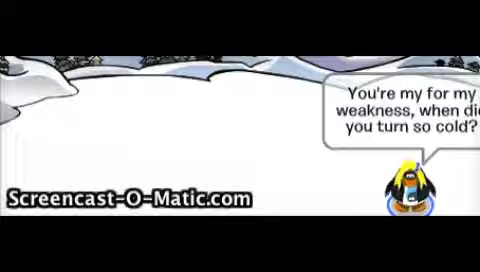 You're my for my
weakness, when did
you turn so cold?
Screencast-O-Matic.com